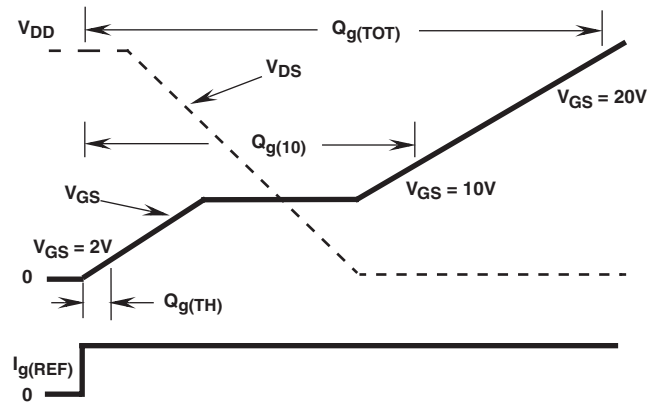 V_DD
Q_g(TOT)
V_DS
V_GS = 20V
Q_g(10)
V_GS
V_GS = 10V
V_GS = 2V
0
Q_g(TH)
I_g(REF)
0